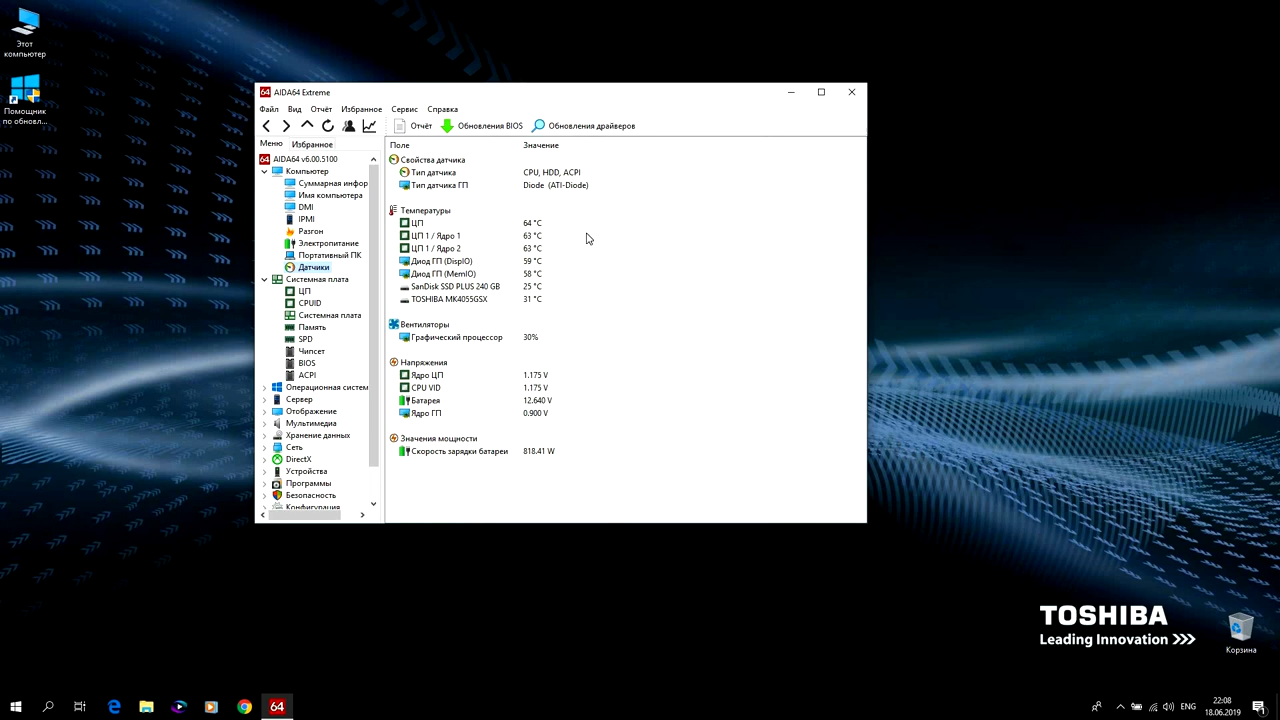 Этот
компьютер
Помощник
по обновл...
64 AIDA64 Extreme
Файл Вид Отчёт Избранное Сервис Справка
Отчёт Обновления BIOS Обновления драйверов
Меню Избранное
64 AIDA64 v6.00.5100
Компьютер
Суммарная инфор
Имя компьютера
DMI
IPMI
Разгон
Электропитание
Портативный ПК
Датчики
Системная плата
ЦП
CPUID
Системная плата
Память
SPD
Чипсет
BIOS
ACPI
Операционная систем
Сервер
Отображение
Мультимедиа
Хранение данных
Сеть
DirectX
Устройства
Программы
Безопасность
Конфигурация
Поле Значение
Свойства датчика
Тип датчика CPU, HDD, ACPI
Тип датчика ГП Diode (ATI-Diode)
Температуры
ЦП 64 °C
ЦП 1 / Ядро 1 63 °C
ЦП 1 / Ядро 2 63 °C
Диод ГП (DispIO) 59 °C
Диод ГП (MemIO) 58 °C
SanDisk SSD PLUS 240 GB 25 °C
TOSHIBA MK4055GSX 31 °C
Вентиляторы
Графический процессор 30%
Напряжения
Ядро ЦП 1.175 V
CPU VID 1.175 V
Батарея 12.640 V
Ядро ГП 0.900 V
Значения мощности
Скорость зарядки батареи 818.41 W
TOSHIBA
Leading Innovation >>>
Корзина
64
ENG
22:08
18.06.2019
1